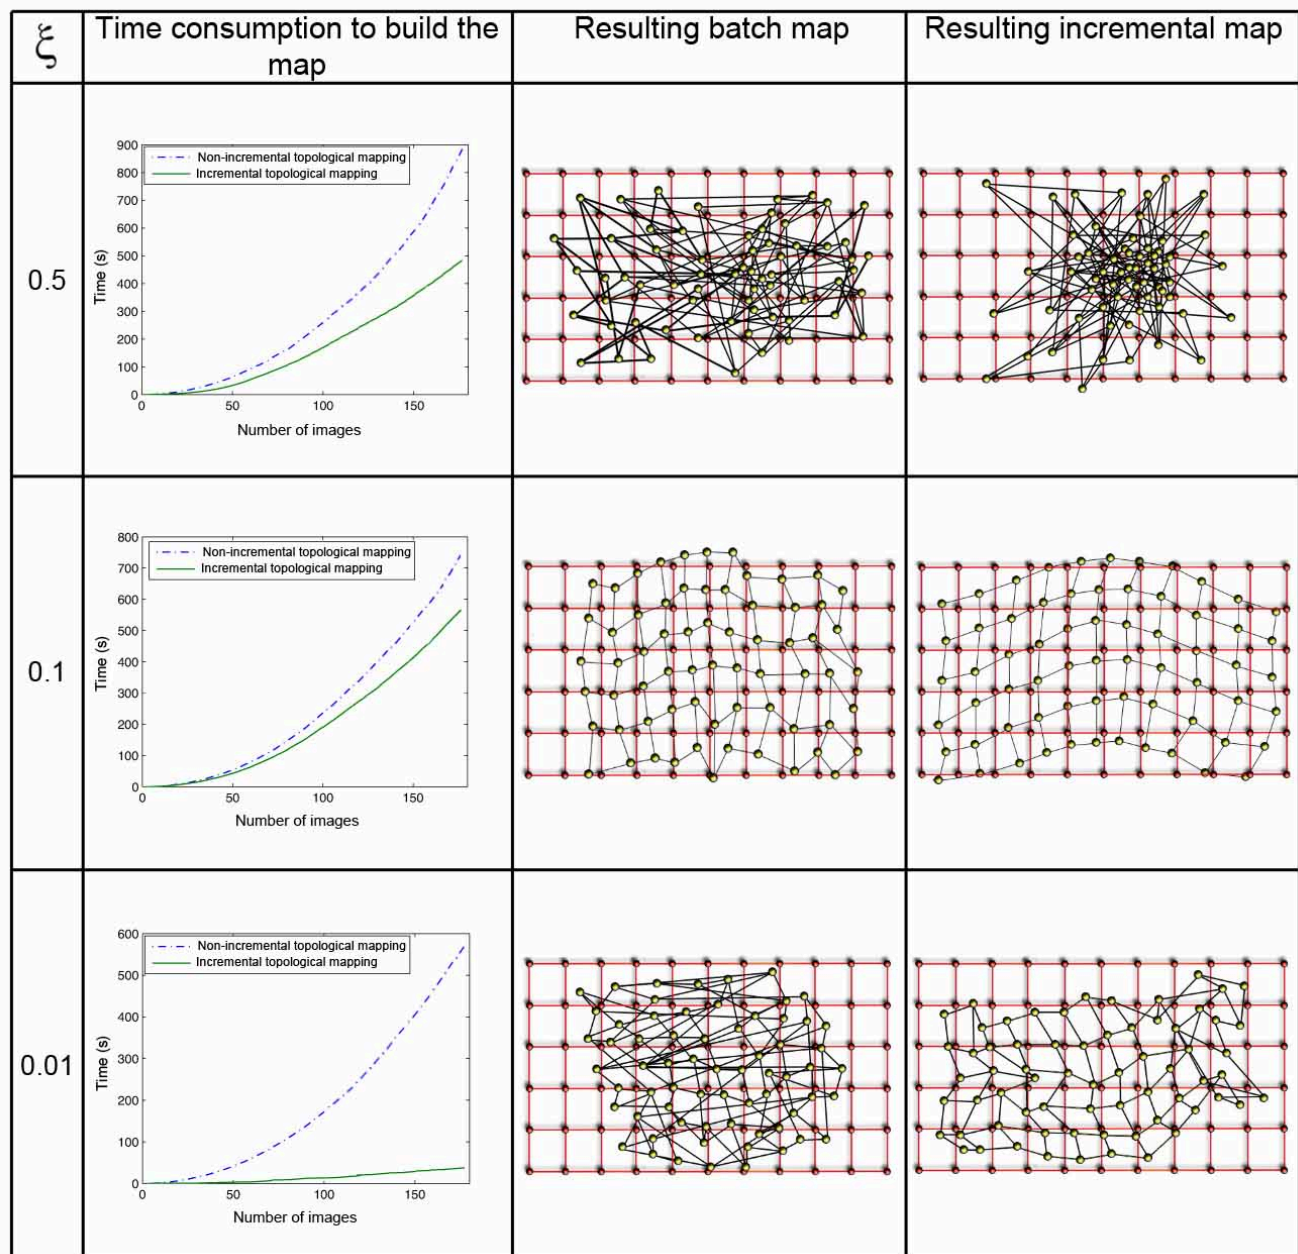 ξ
Time consumption to build the
map
Resulting batch map
Resulting incremental map
0.5
900
800
700
600
500
400
300
200
100
0
Time (s)
Non-incremental topological mapping
Incremental topological mapping
0
50
100
150
Number of images
0.1
800
700
600
500
400
300
200
100
0
Time (s)
Non-incremental topological mapping
Incremental topological mapping
0
50
100
150
Number of images
0.01
600
500
400
300
200
100
0
Time (s)
Non-incremental topological mapping
Incremental topological mapping
0
50
100
150
Number of images